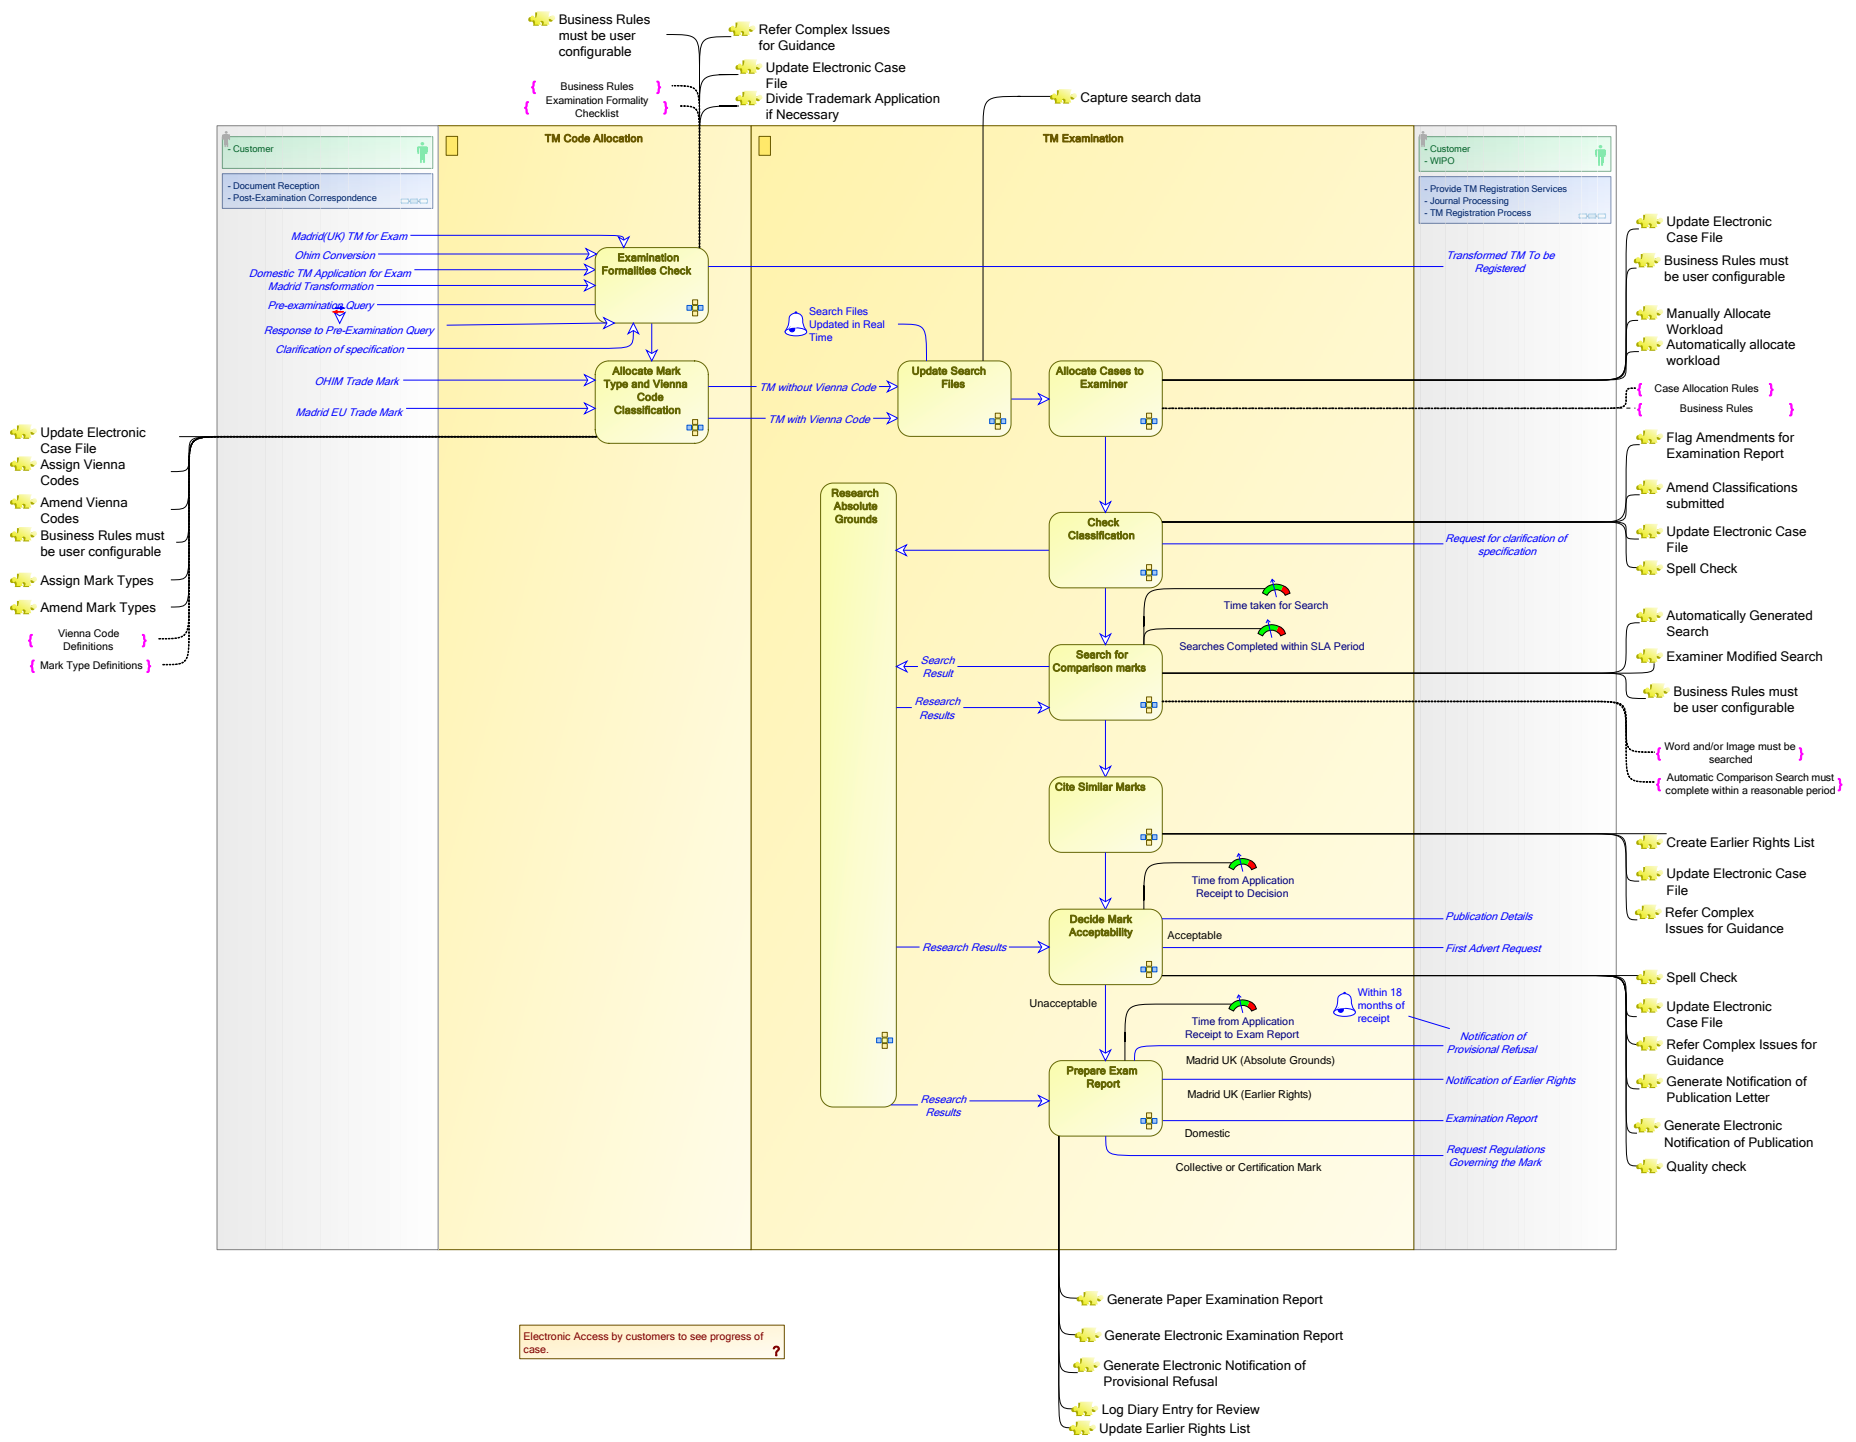 Business Rules
must be user
configurable
Refer Complex Issues
for Guidance
Update Electronic Case
File
Business Rules
Examination Formality
Checklist
Divide Trademark Application
if Necessary
Capture search data
- Customer
- Document Reception
- Post-Examination Correspondence
TM Code Allocation
TM Examination
- Customer
- WIPO
- Provide TM Registration Services
- Journal Processing
- TM Registration Process
Madrid(UK) TM for Exam
Ohim Conversion
Domestic TM Application for Exam
Madrid Transformation
Pre-examination Query
Response to Pre-Examination Query
Clarification of specification
OHIM Trade Mark
Madrid EU Trade Mark
Examination
Formalities Check
Transformed TM To be
Registered
Search Files
Updated in Real
Time
Allocate Mark
Type and Vienna
Code
Classification
TM without Vienna Code
TM with Vienna Code
Update Search
Files
Allocate Cases to
Examiner
Update Electronic
Case File
Business Rules must
be user configurable
Manually Allocate
Workload
Automatically allocate
workload
Case Allocation Rules
Business Rules
Update Electronic
Case File
Assign Vienna
Codes
Amend Vienna
Codes
Business Rules must
be user configurable
Assign Mark Types
Amend Mark Types
Vienna Code
Definitions
Mark Type Definitions
Research
Absolute
Grounds
Check
Classification
Request for clarification of
specification
Flag Amendments for
Examination Report
Amend Classifications
submitted
Update Electronic Case
File
Spell Check
Time taken for Search
Searches Completed within SLA Period
Search
Result
Research
Results
Search for
Comparison marks
Automatically Generated
Search
Examiner Modified Search
Business Rules must
be user configurable
Word and/or Image must be
searched
Automatic Comparison Search must
complete within a reasonable period
Cite Similar Marks
Create Earlier Rights List
Update Electronic Case
File
Refer Complex
Issues for Guidance
Time from Application
Receipt to Decision
Research Results
Decide Mark
Acceptability
Acceptable
Publication Details
First Advert Request
Spell Check
Update Electronic
Case File
Refer Complex Issues for
Guidance
Generate Notification of
Publication Letter
Generate Electronic
Notification of Publication
Quality check
Unacceptable
Time from Application
Receipt to Exam Report
Within 18
months of
receipt
Notification of
Provisional Refusal
Madrid UK (Absolute Grounds)
Prepare Exam
Report
Notification of Earlier Rights
Madrid UK (Earlier Rights)
Research
Results
Examination Report
Domestic
Request Regulations
Governing the Mark
Collective or Certification Mark
Generate Paper Examination Report
Generate Electronic Examination Report
Generate Electronic Notification of
Provisional Refusal
Log Diary Entry for Review
Update Earlier Rights List
Electronic Access by customers to see progress of
case.
?